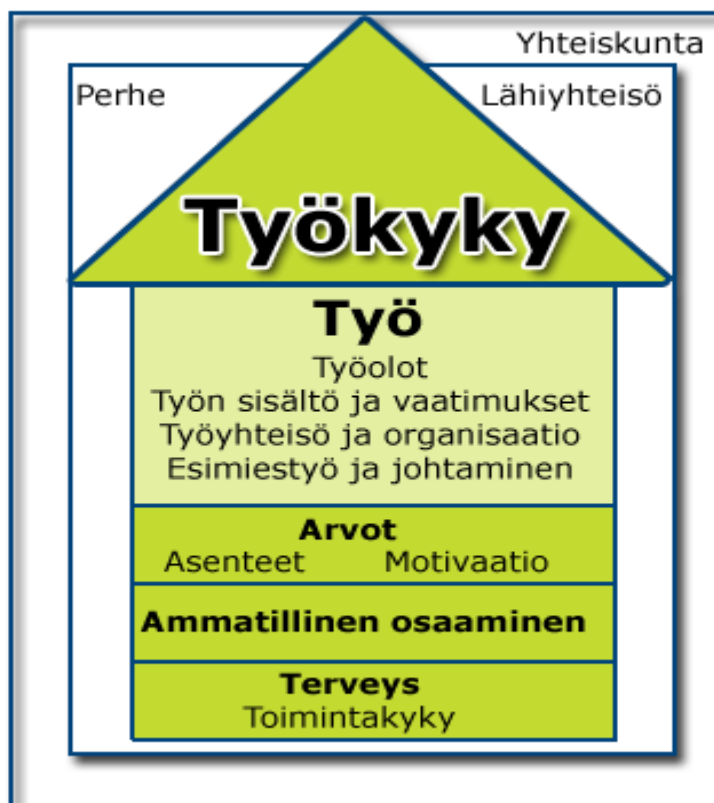 Yhteiskunta
Perhe
Lähiyhteisö
Työkyky
Työ
Työolot
Työn sisältö ja vaatimukset
Työyhteisö ja organisaatio
Esimiestyö ja johtaminen
Arvot
Asenteet Motivaatio
Ammatillinen osaaminen
Terveys
Toimintakyky